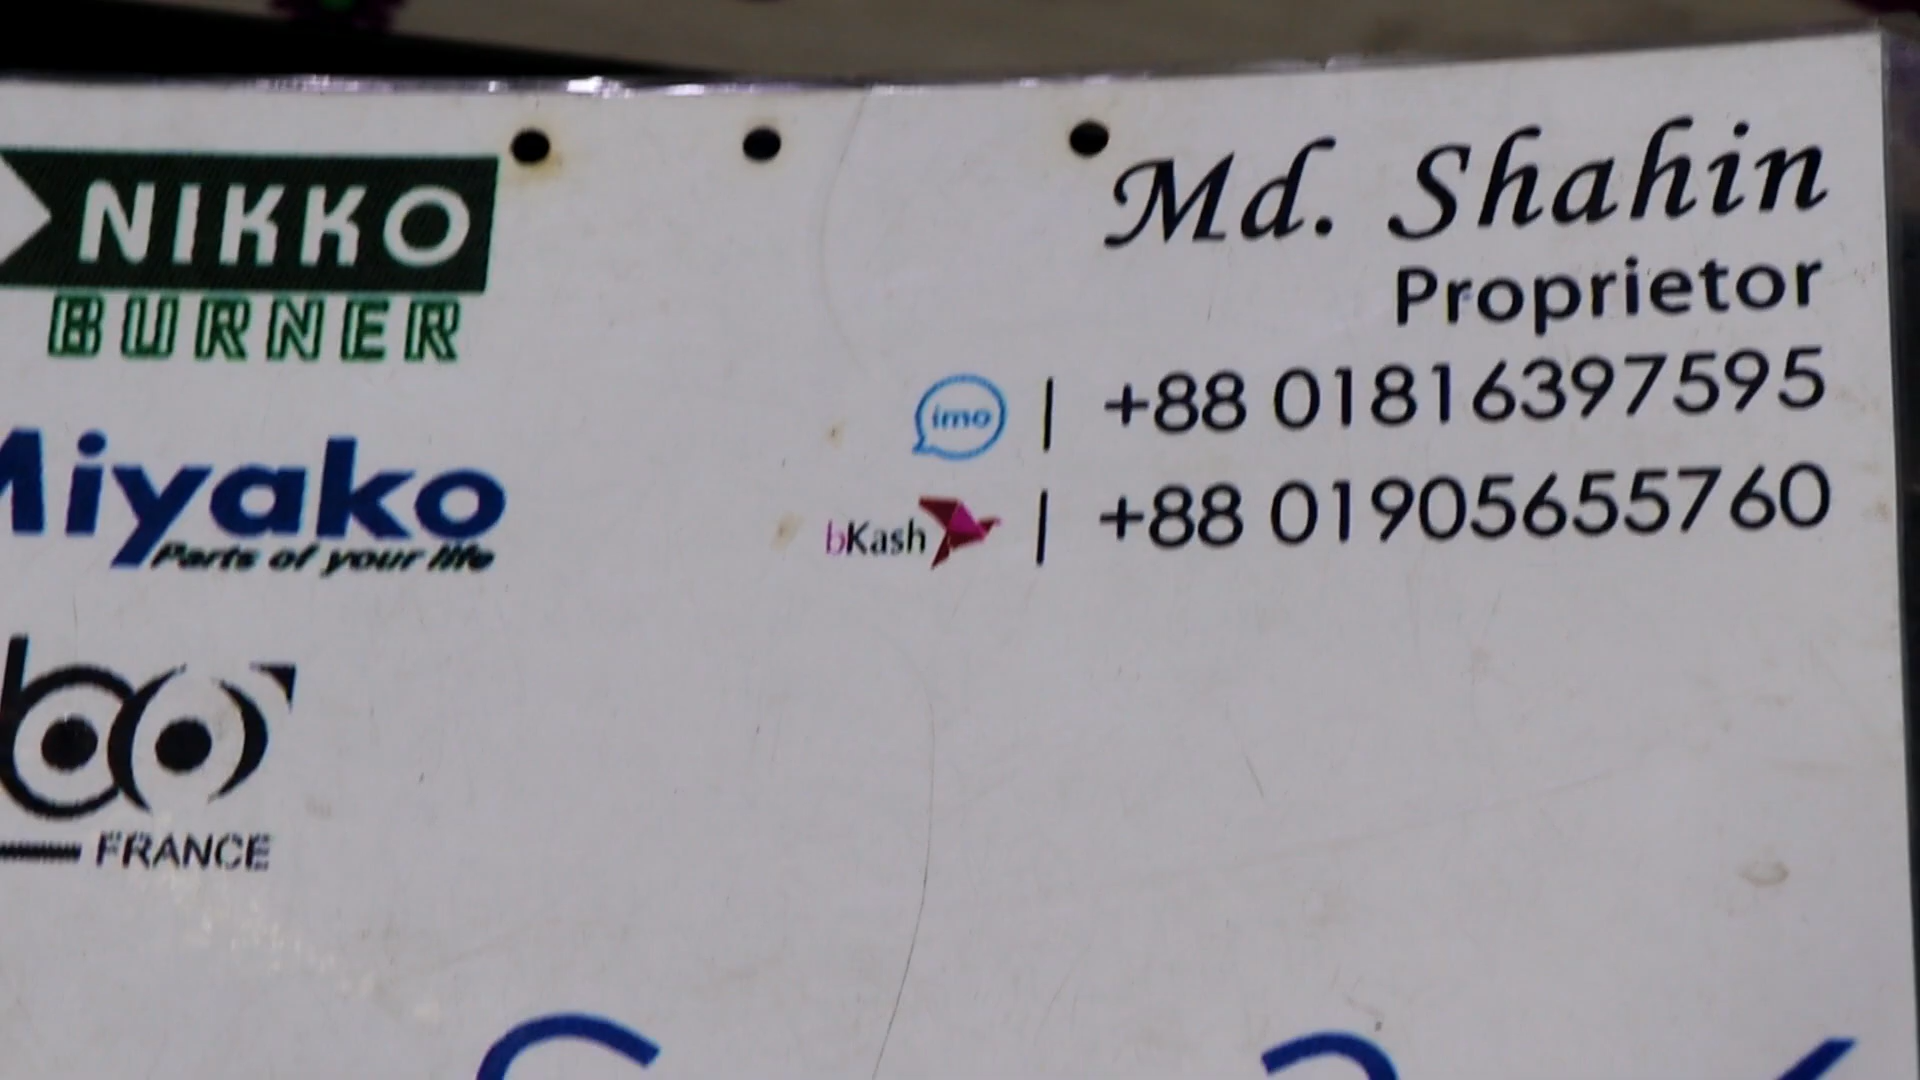 NIKKO
BURNER
Miyako
Parts of your life
FRANCE
Md. Shahin
Proprietor
imo | +88 01816397595
bKash | +88 01905655760